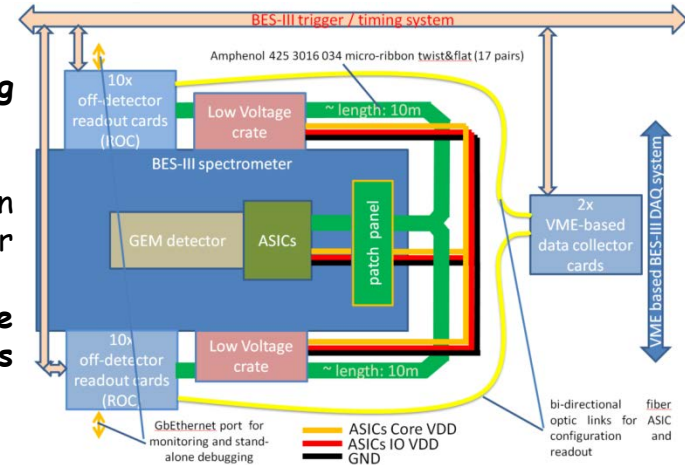 BES-III trigger / timing system
Amphenol 425 3016 034 micro-ribbon twist&flat (17 pairs)
g
n
r
e
s
10x
off-detector
readout cards
(ROC)
Low Voltage
crate
~ length: 10m
BES-III spectrometer
GEM detector
ASICs
patch panel
2x
VME-based
data collector
cards
VME based BES-III DAQ system
10x
off-detector
readout cards
(ROC
Low Voltage
crate
~ length: 10m
GbEthernet port for
monitoring and stand-
alone debugging
ASICs Core VDD
ASICs IO VDD
GND
bi-directional fiber
optic links for ASIC
configuration and
readout